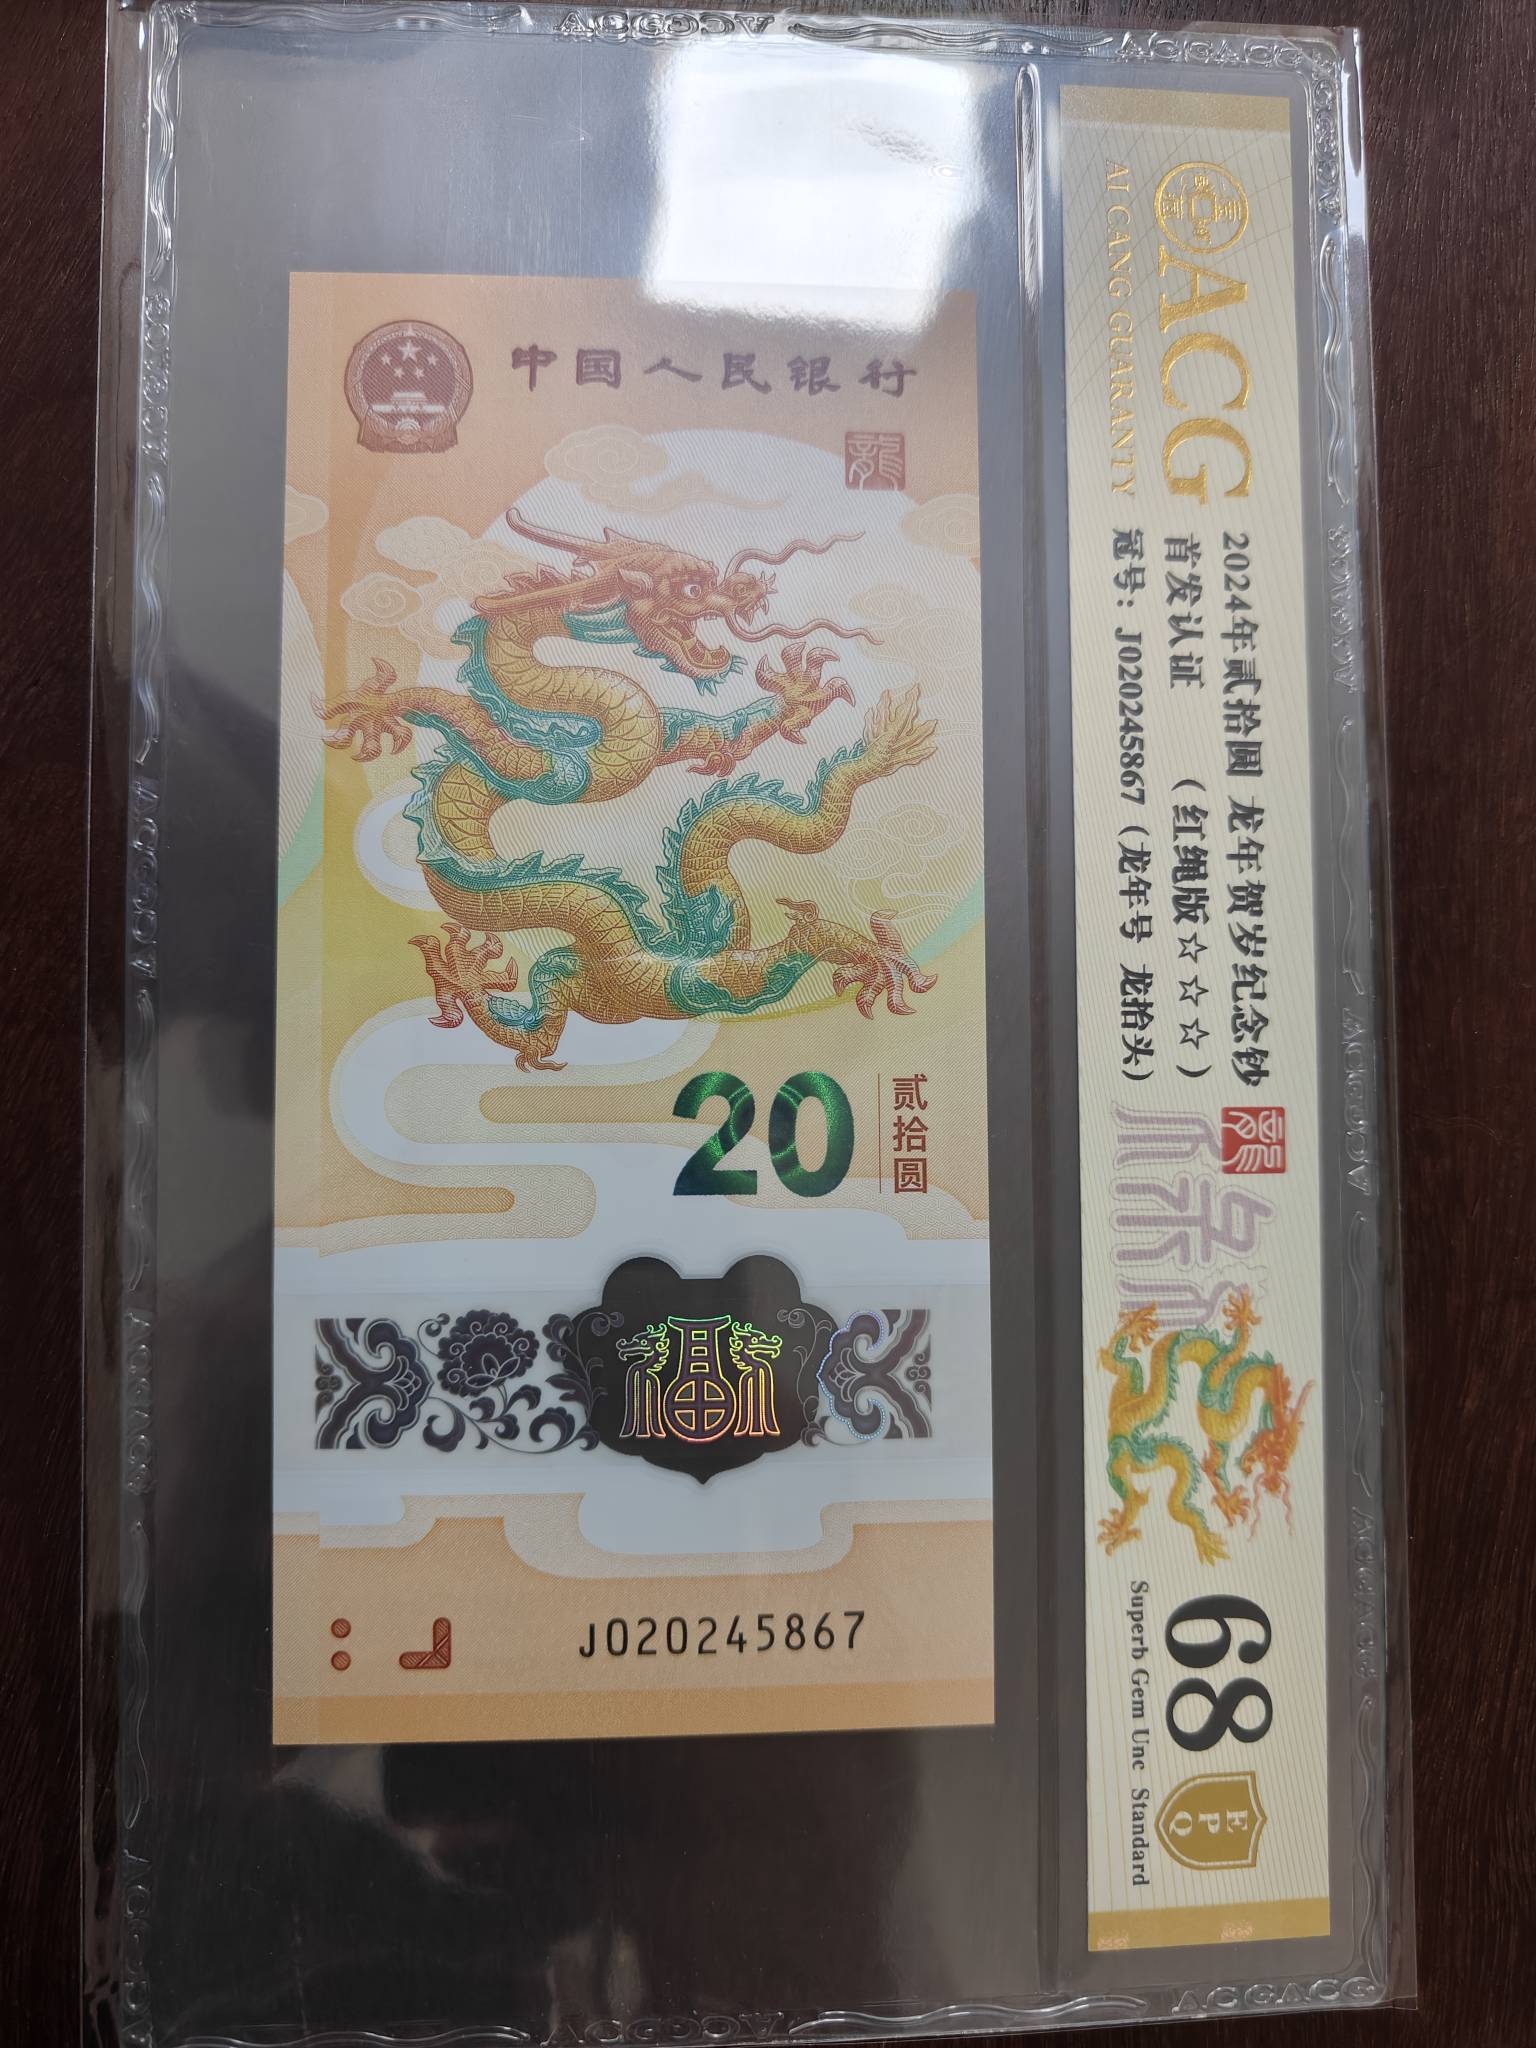 中国人民银行
龍
20
贰拾圆
福
J020245867
ACG
AI CANG GUARANTY
2024年贰拾圆 龙年贺岁纪念钞
首发认证 （红绳版☆☆☆）
冠号：J020245867（龙年号 龙抬头）
68
Superb Gem Unc Standard
EPQ